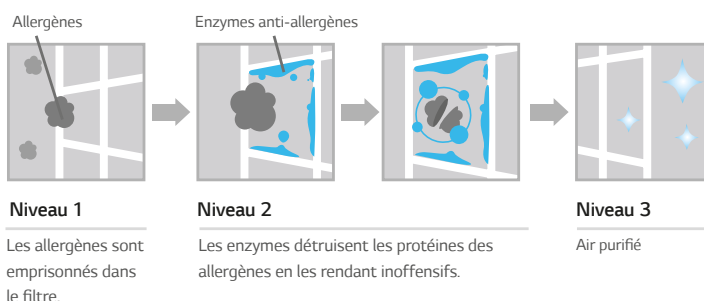 Allergènes
Enzymes anti-allergènes
Niveau 1
Les allergènes sont
emprisonnés dans
le filtre.
Niveau 2
Les enzymes détruisent les protéines des
allergènes en les rendant inoffensifs.
Niveau 3
Air purifié